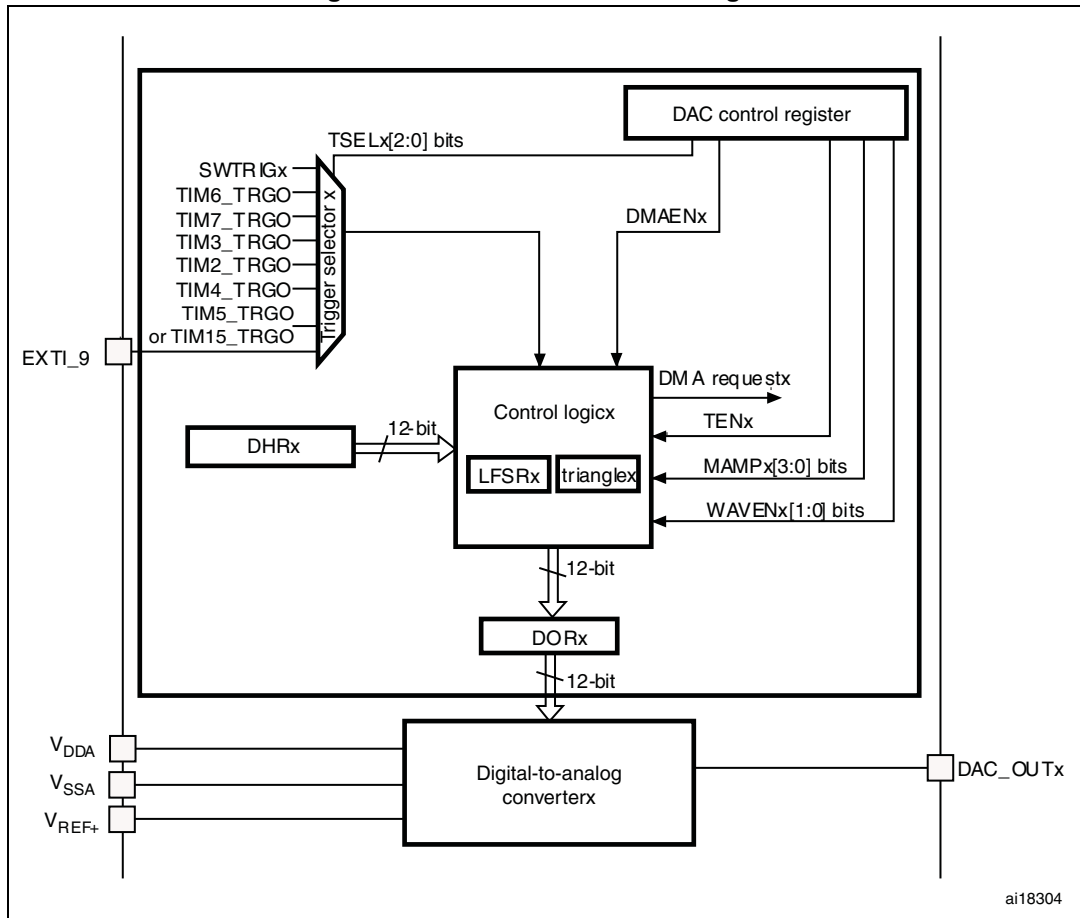 DAC control register
TSELx[2:0] bits
SWTRIGx
TIM6_TRGO
TIM7_TRGO
TIM3_TRGO
TIM2_TRGO
TIM4_TRGO
TIM5_TRGO
or TIM15_TRGO
Trigger selector x
DMAENx
EXTI_9
DMA requestx
Control logicx
TENx
DHRx
12-bit
LFSRx
trianglex
MAMPx[3:0] bits
WAVENx[1:0] bits
12-bit
DORx
12-bit
VDDA
VSSA
VREF+
Digital-to-analog
converterx
DAC_OUTx
ai18304